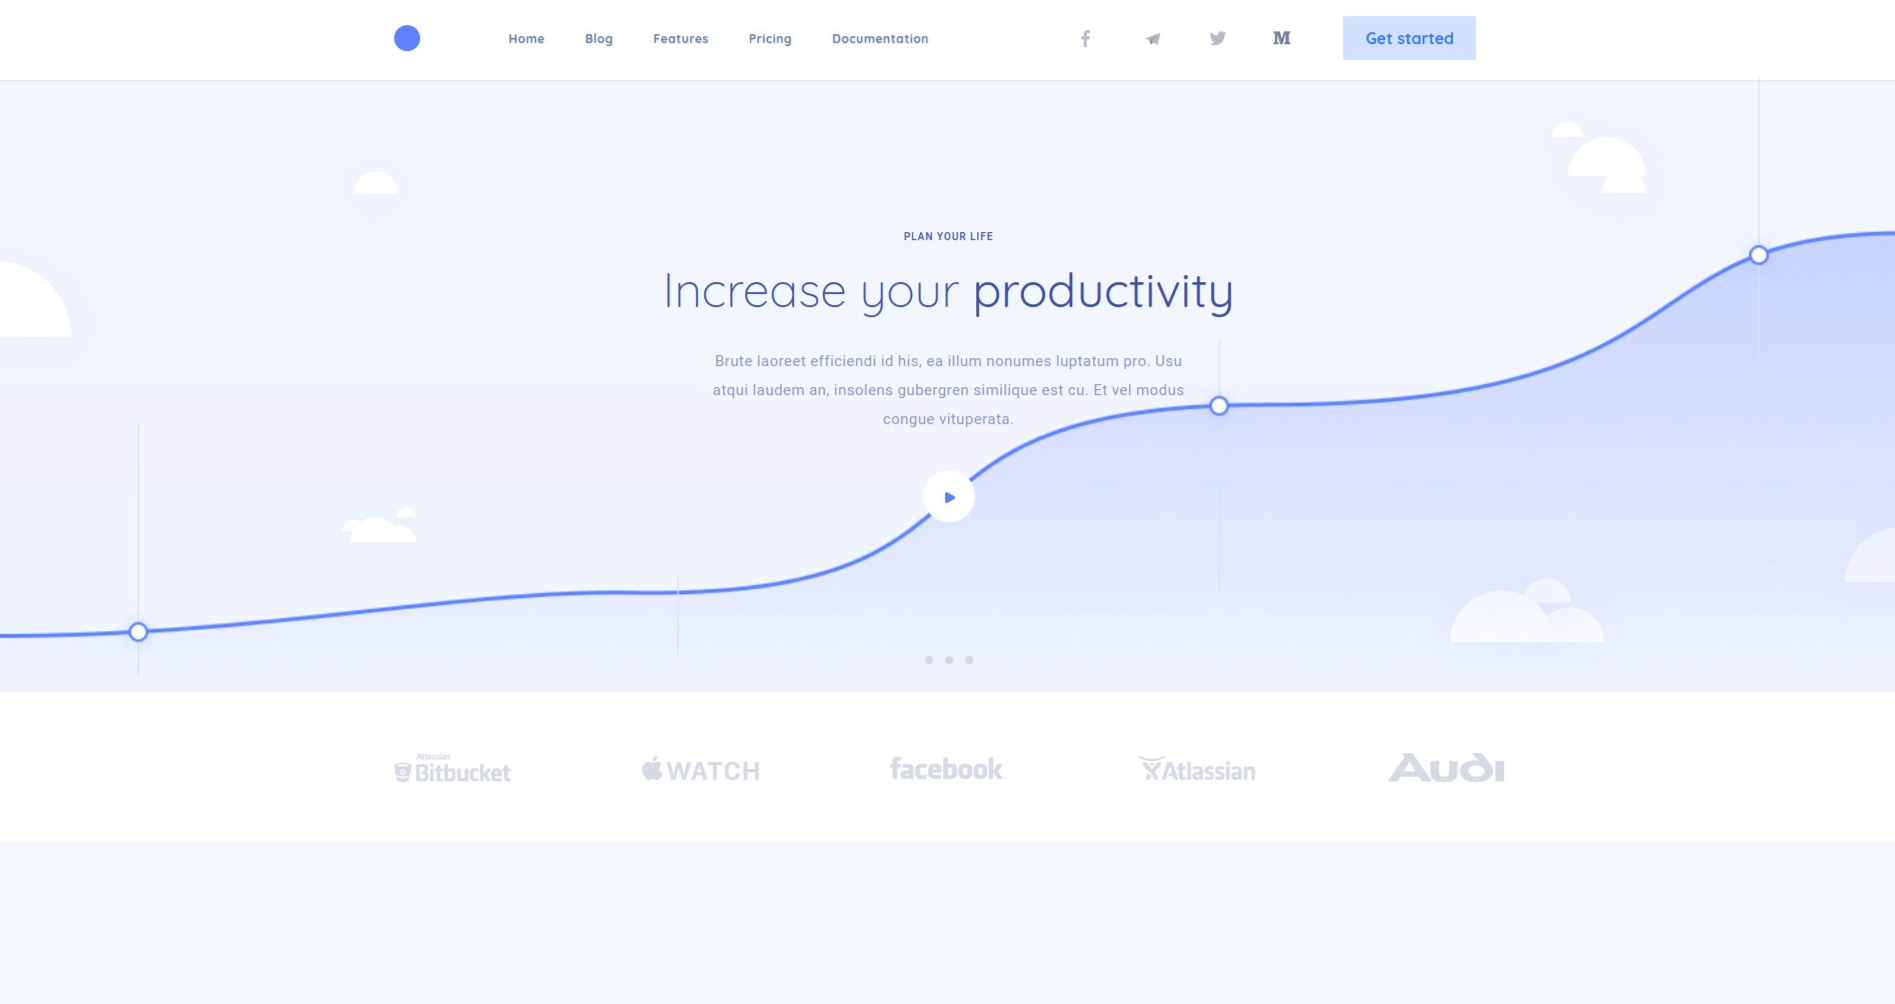 Home Blog Features Pricing Documentation M Get started
PLAN YOUR LIFE
Increase your productivity
Brute laoreet efficiendi id his, ea illum nonumes luptatum pro. Usu
atqui laudem an, insolens gubergren similique est cu. Et vel modus
congue vituperata.
Atlassian
Bitbucket WATCH facebook Atlassian Audi